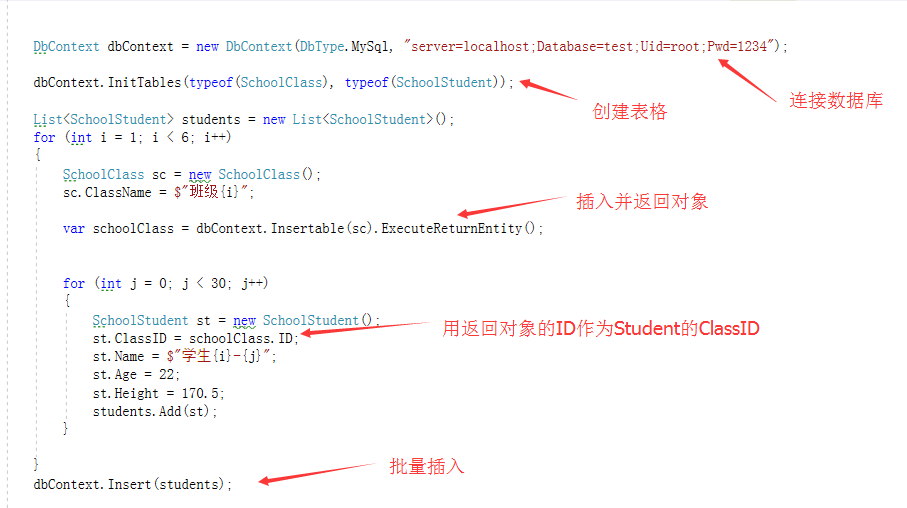 DbContext dbContext = new DbContext(DbType.MySql, "server=localhost;Database=test;Uid=root;Pwd=1234");
连接数据库
dbContext.InitTables(typeof(SchoolClass), typeof(SchoolStudent));
创建表格
List<SchoolStudent> students = new List<SchoolStudent>();
for (int i = 1; i < 6; i++)
{
SchoolClass sc = new SchoolClass();
sc.ClassName = $"班级{i}";
插入并返回对象
var schoolClass = dbContext.Insertable(sc).ExecuteReturnEntity();
for (int j = 0; j < 30; j++)
{
SchoolStudent st = new SchoolStudent();
用返回对象的ID作为Student的ClassID
st.ClassID = schoolClass.ID;
st.Name = $"学生{i}-{j}";
st.Age = 22;
st.Height = 170.5;
students.Add(st);
}
}
批量插入
dbContext.Insert(students);